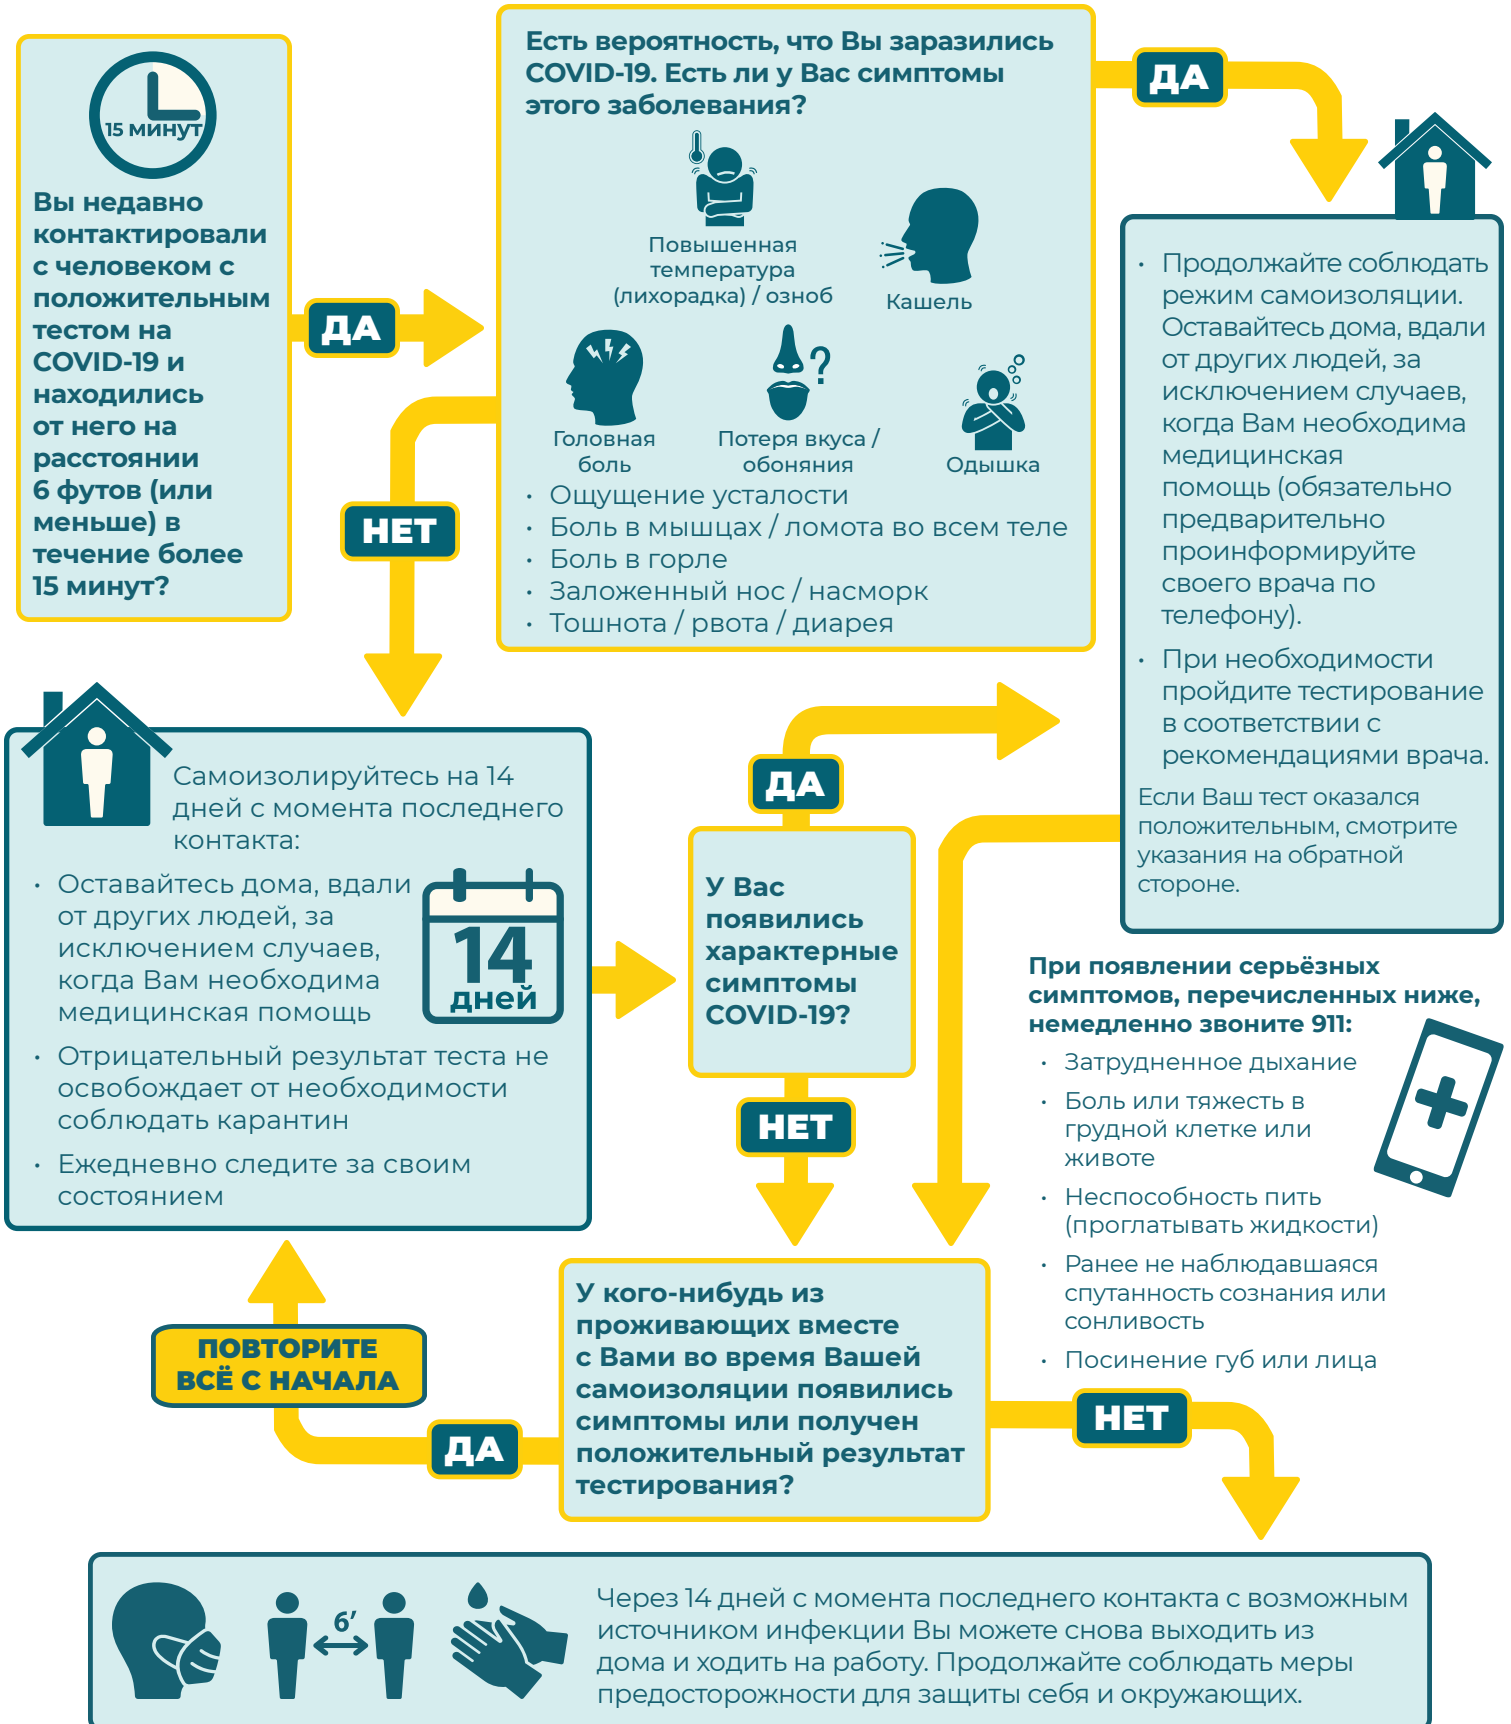 15 минут
Вы недавно
контактировали
с человеком с
положительным
тестом на
COVID-19 и
находились
от него на
расстоянии
6 футов (или
меньше) в
течение более
15 минут?
ДА
Есть вероятность, что Вы заразились
COVID-19. Есть ли у Вас симптомы
этого заболевания?
Повышенная
температура
(лихорадка) / озноб
Кашель
Головная
боль
?
Потеря вкуса /
обоняния
Одышка
· Ощущение усталости
· Боль в мышцах / ломота во всем теле
· Боль в горле
· Заложенный нос / насморк
· Тошнота / рвота / диарея
ДА
· Продолжайте соблюдать
режим самоизоляции.
Оставайтесь дома, вдали
от других людей, за
исключением случаев,
когда Вам необходима
медицинская
помощь (обязательно
предварительно
проинформируйте
своего врача по
телефону).
· При необходимости
пройдите тестирование
в соответствии с
рекомендациями врача.
Если Ваш тест оказался
положительным, смотрите
указания на обратной
стороне.
НЕТ
Самоизолируйтесь на 14
дней с момента последнего
контакта:
· Оставайтесь дома, вдали
от других людей, за
исключением случаев,
когда Вам необходима
медицинская помощь
14
дней
· Отрицательный результат теста не
освобождает от необходимости
соблюдать карантин
· Ежедневно следите за своим
состоянием
ДА
У Вас
появились
характерные
симптомы
COVID-19?
НЕТ
При появлении серьёзных
симптомов, перечисленных ниже,
немедленно звоните 911:
· Затрудненное дыхание
· Боль или тяжесть в
грудной клетке или
животе
· Неспособность пить
(проглатывать жидкости)
· Ранее не наблюдавшаяся
спутанность сознания или
сонливость
· Посинение губ или лица
У кого-нибудь из
проживающих вместе
с Вами во время Вашей
самоизоляции появились
симптомы или получен
положительный результат
тестирования?
ДА
ПОВТОРИТЕ
ВСЁ С НАЧАЛА
НЕТ
6′
Через 14 дней с момента последнего контакта с возможным
источником инфекции Вы можете снова выходить из
дома и ходить на работу. Продолжайте соблюдать меры
предосторожности для защиты себя и окружающих.